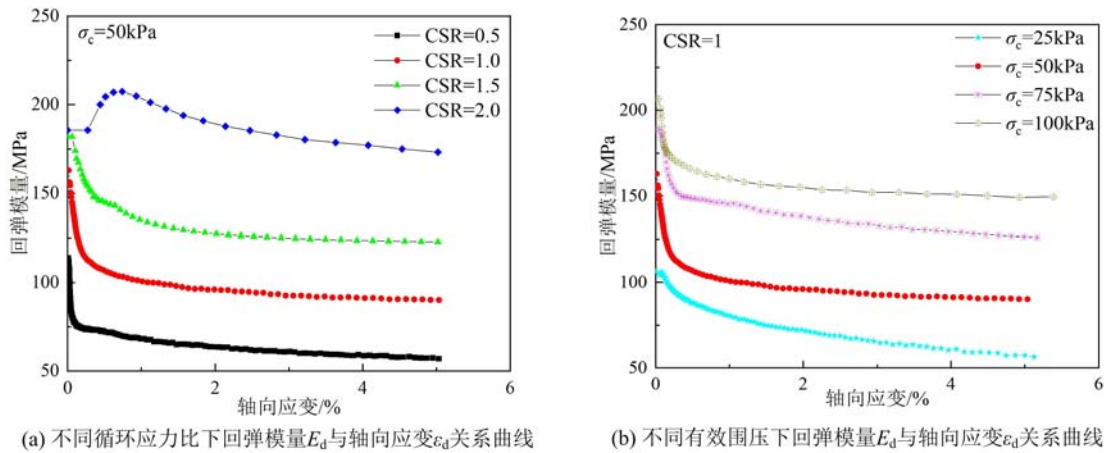 σc=50kPa
CSR=0.5
CSR=1.0
CSR=1.5
CSR=2.0
250
200
150
100
50
0
2
4
6
回弹模量/MPa
轴向应变/%
(a) 不同循环应力比下回弹模量Ed与轴向应变εd关系曲线
CSR=1
σc=25kPa
σc=50kPa
σc=75kPa
σc=100kPa
250
200
150
100
50
0
2
4
6
回弹模量/MPa
轴向应变/%
(b) 不同有效围压下回弹模量Ed与轴向应变εd关系曲线